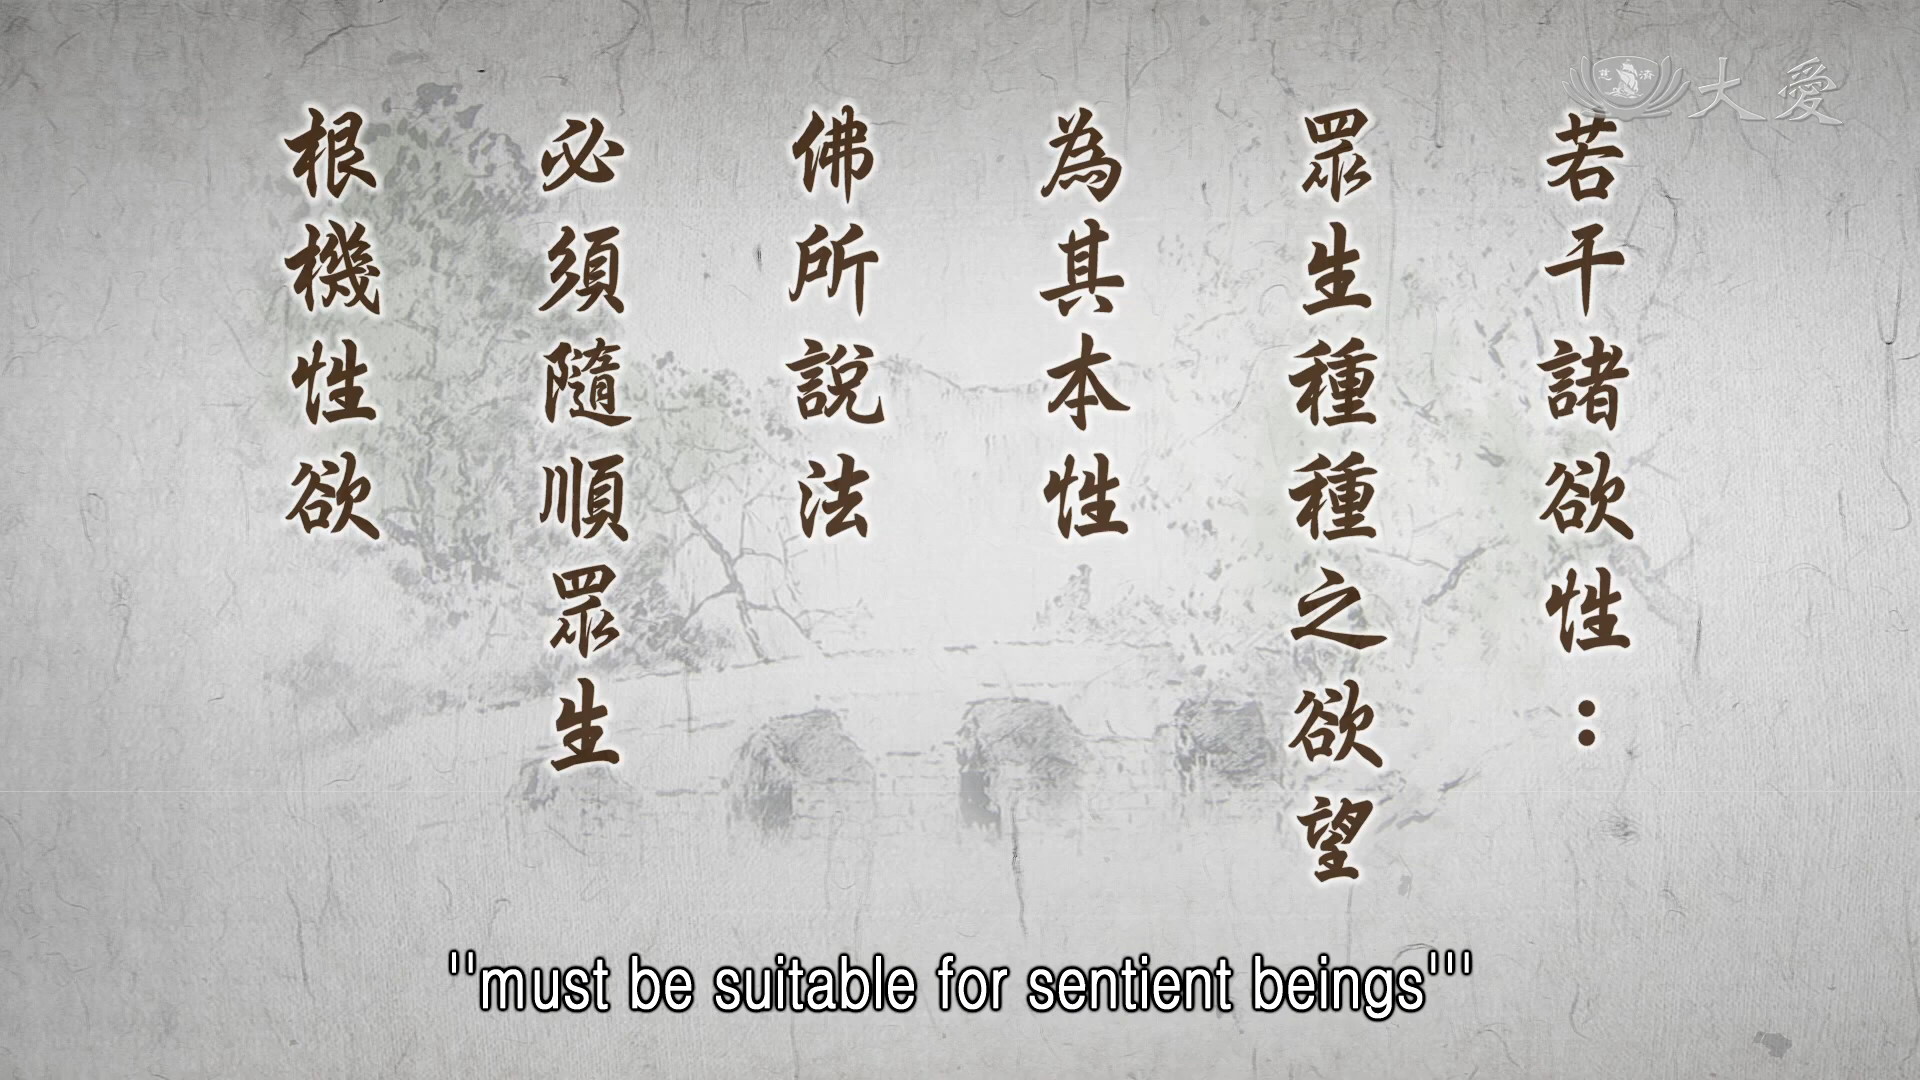 大愛
慈濟
若干諸欲性：
眾生種種之欲望
為其本性
佛所說法
必須隨順眾生
根機性欲
''must be suitable for sentient beings'''